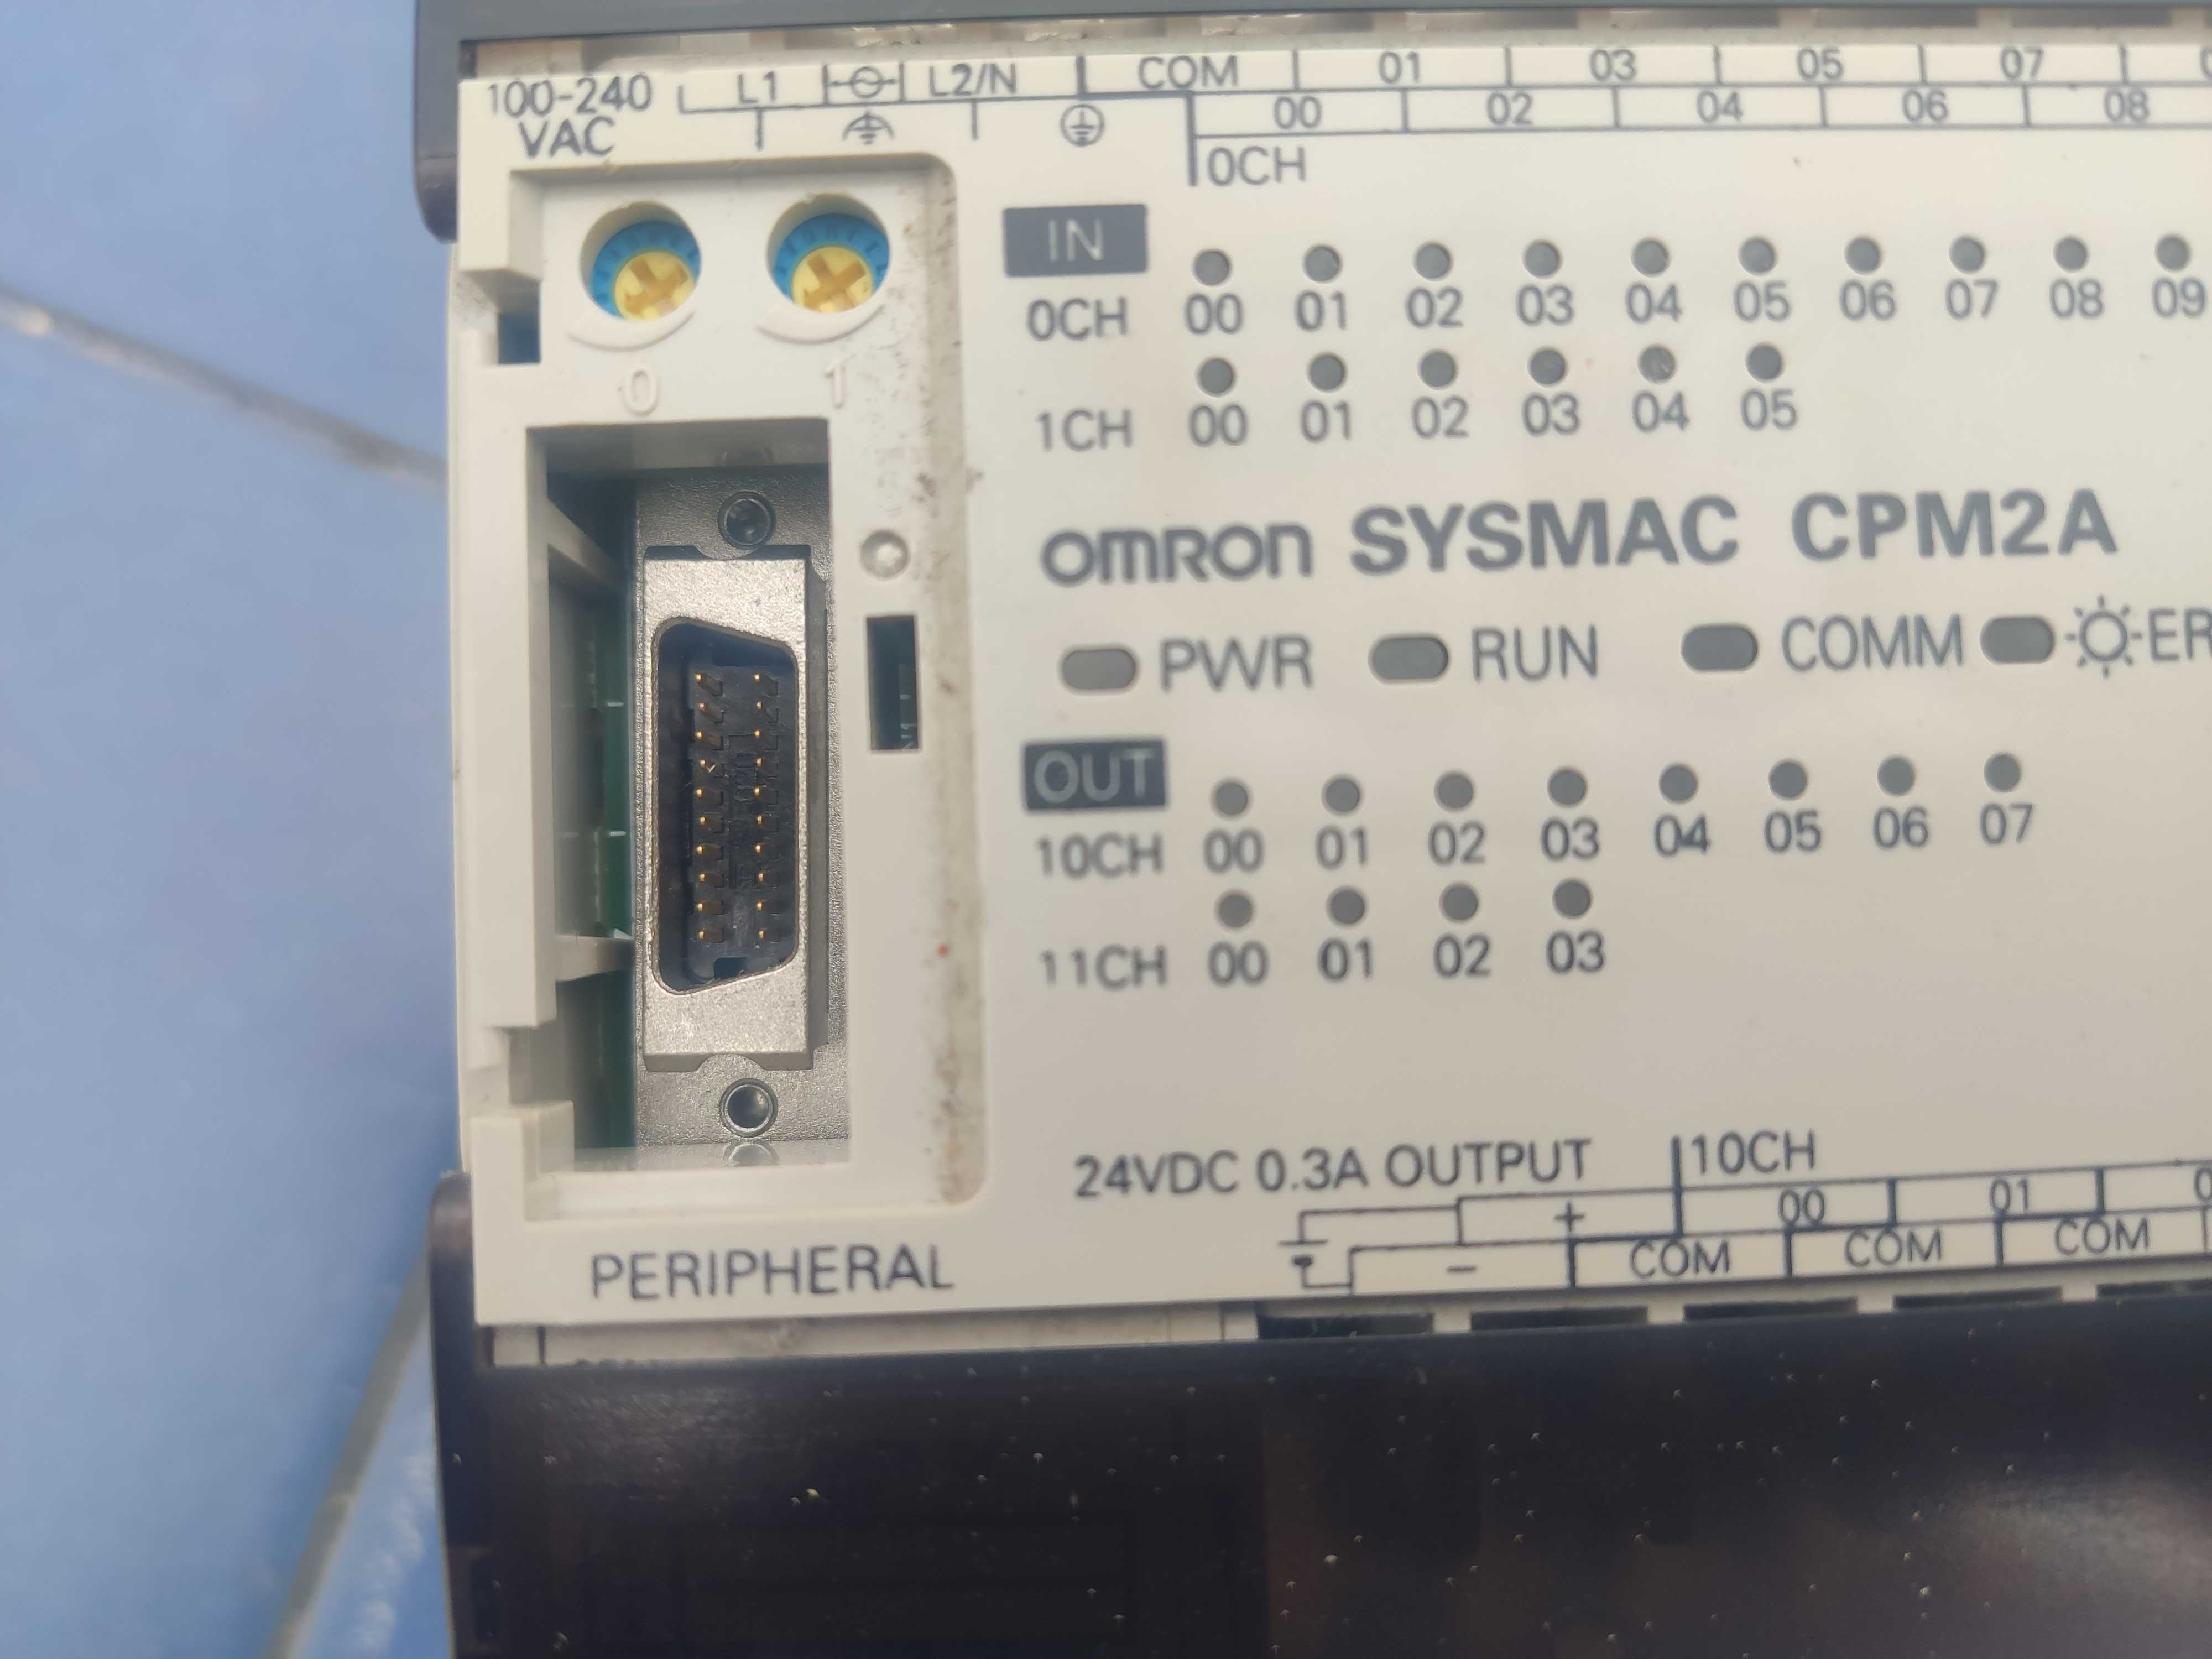 100-240 L1 L2/N COM 01 03 05 07
VAC 00 02 04 06 08
0CH
IN
0CH 00 01 02 03 04 05 06 07 08 09
1CH 00 01 02 03 04 05
0 1
OMRON SYSMAC CPM2A
PWR RUN COMM ER
OUT
10CH 00 01 02 03 04 05 06 07
11CH 00 01 02 03
24VDC 0.3A OUTPUT 10CH
+ 00 01
− COM COM COM
PERIPHERAL